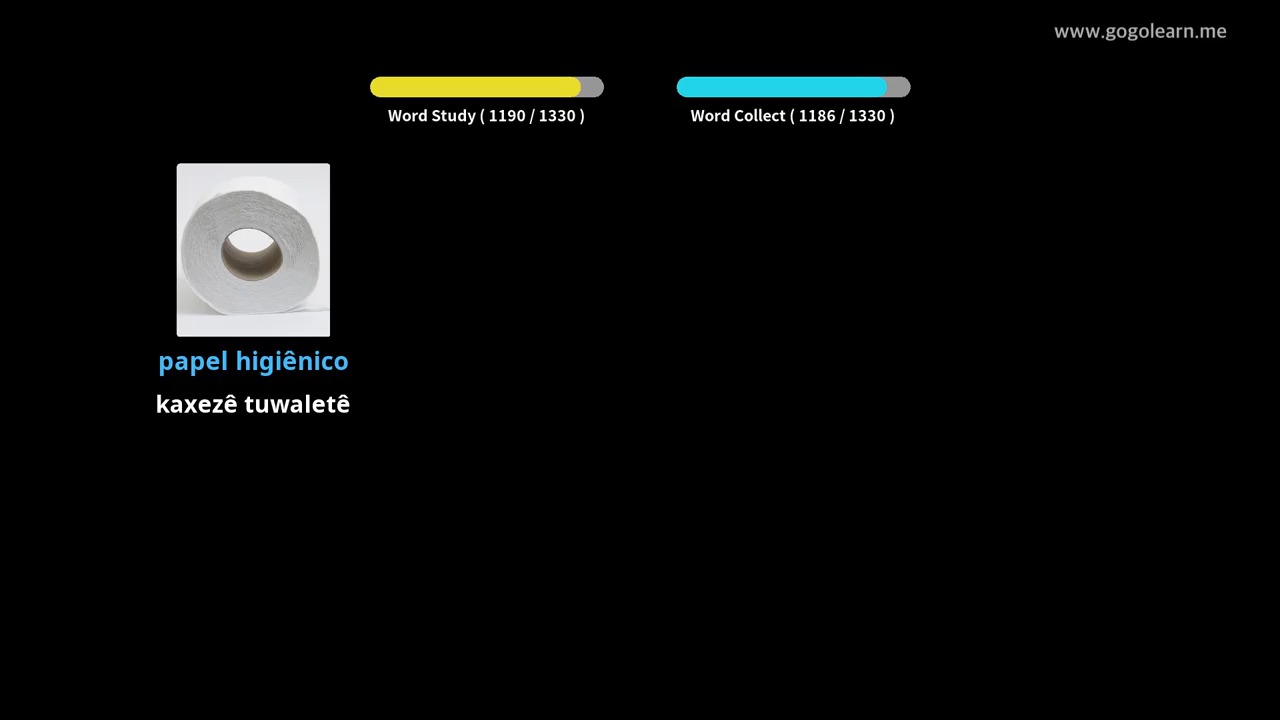 www.gogolearn.me
Word Study ( 1190 / 1330 )
Word Collect ( 1186 / 1330 )
papel higiênico
kaxezê tuwaletê